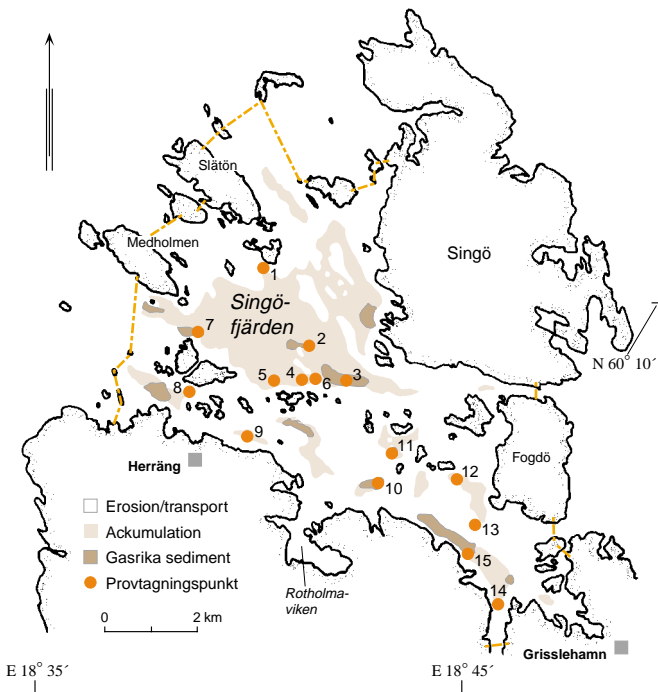 Slätön
Medholmen
Singö
1
Singö-
fjärden
7
2
N 60° 10´
5
4
6
3
8
9
11
Herräng
10
12
Fogdö
Erosion/transport
Ackumulation
13
Gasrika sediment
15
Provtagningspunkt
Rotholma-
viken
14
0
2 km
Grisslehamn
E 18° 35´
E 18° 45´